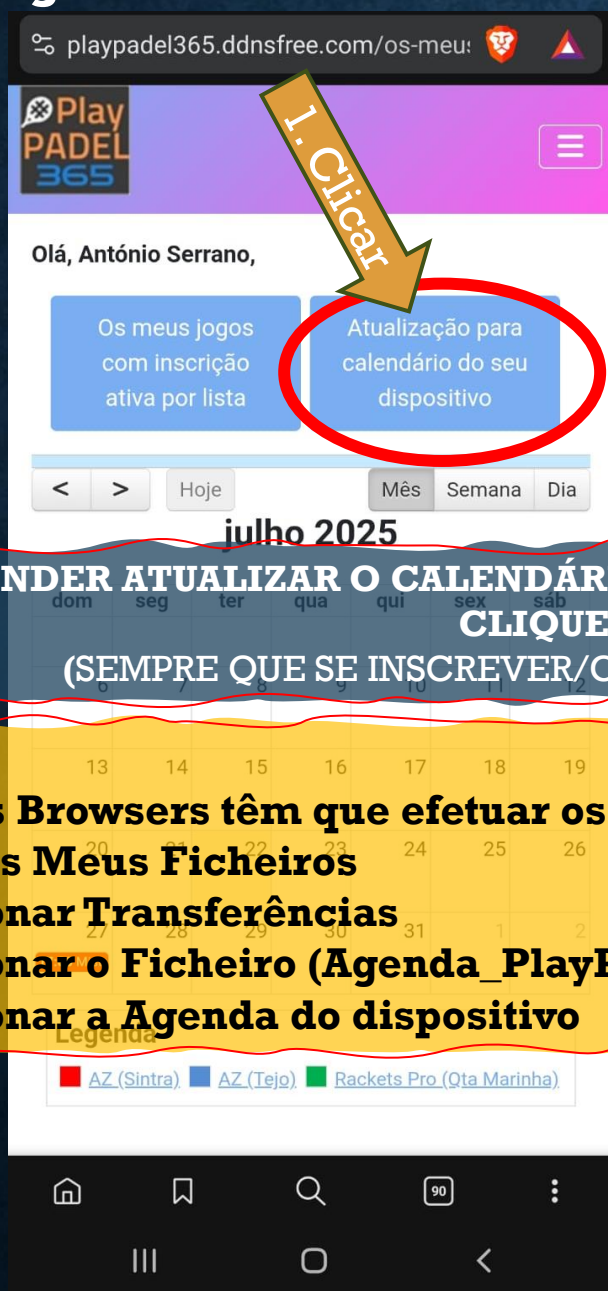 playpadel365.ddnsfree.com/os-meus
Play
PADEL
365
1. Clicar
Olá, António Serrano,
Os meus jogos
com inscrição
ativa por lista
Atualização para
calendário do seu
dispositivo
< > Hoje Mês Semana Dia
julho 2025
NDER ATUALIZAR O CALENDÁR
dom seg ter qua qui sex sáb
CLIQUE
(SEMPRE QUE SE INSCREVER/C
6 7 8 9 10 11 12
13 14 15 16 17 18 19
s Browsers têm que efetuar os
20 21 22 23 24 25 26
s Meus Ficheiros
onar Transferências
27 28 29 30 31 1 2
onar o Ficheiro (Agenda_PlayP
onar a Agenda do dispositivo
Legenda
AZ (Sintra) AZ (Tejo) Rackets Pro (Qta Marinha)
90